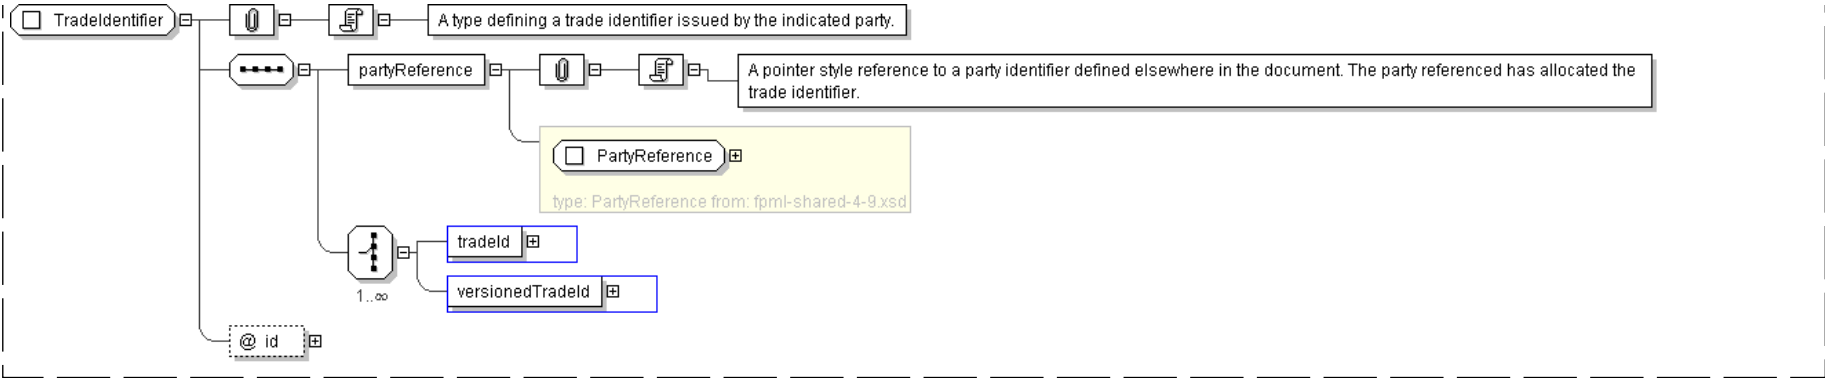 TradeIdentifier
A type defining a trade identifier issued by the indicated party.
partyReference
A pointer style reference to a party identifier defined elsewhere in the document. The party referenced has allocated the
trade identifier.
PartyReference
type: PartyReference from: fpml-shared-4-9.xsd
tradeId
versionedTradeId
1..∞
@ id